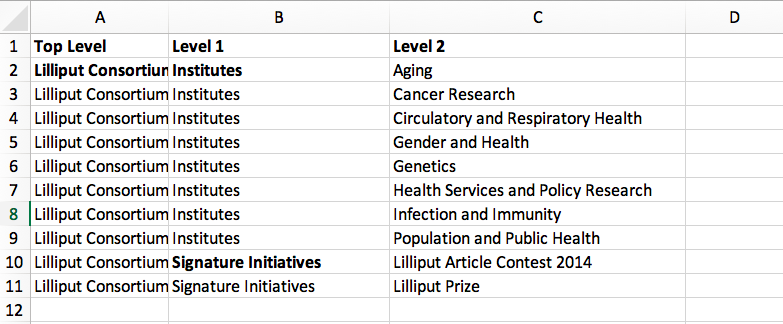 A B C D
1 Top Level Level 1 Level 2
2 Lilliput Consortium Institutes Aging
3 Lilliput Consortium Institutes Cancer Research
4 Lilliput Consortium Institutes Circulatory and Respiratory Health
5 Lilliput Consortium Institutes Gender and Health
6 Lilliput Consortium Institutes Genetics
7 Lilliput Consortium Institutes Health Services and Policy Research
8 Lilliput Consortium Institutes Infection and Immunity
9 Lilliput Consortium Institutes Population and Public Health
10 Lilliput Consortium Signature Initiatives Lilliput Article Contest 2014
11 Lilliput Consortium Signature Initiatives Lilliput Prize
12